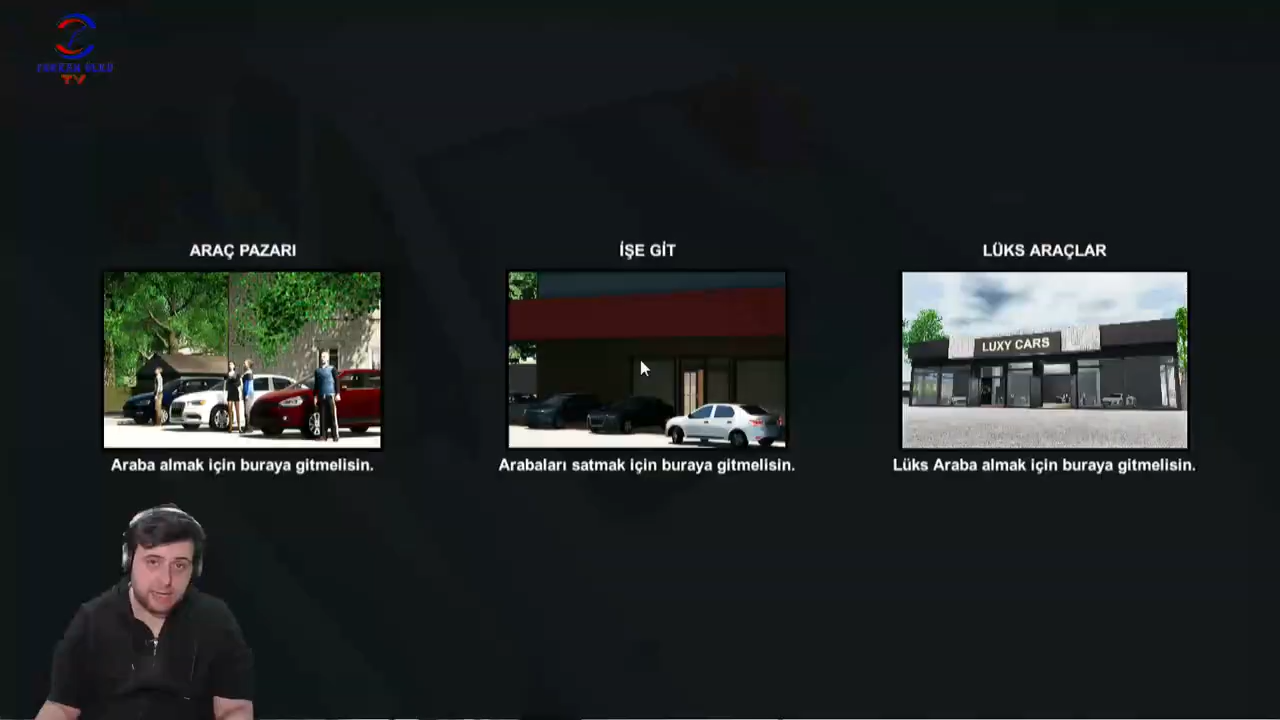 TV
ARAÇ PAZARI
İŞE GİT
LÜKS ARAÇLAR
LUXY CARS
Araba almak için buraya gitmelisin.
Arabaları satmak için buraya gitmelisin.
Lüks Araba almak için buraya gitmelisin.